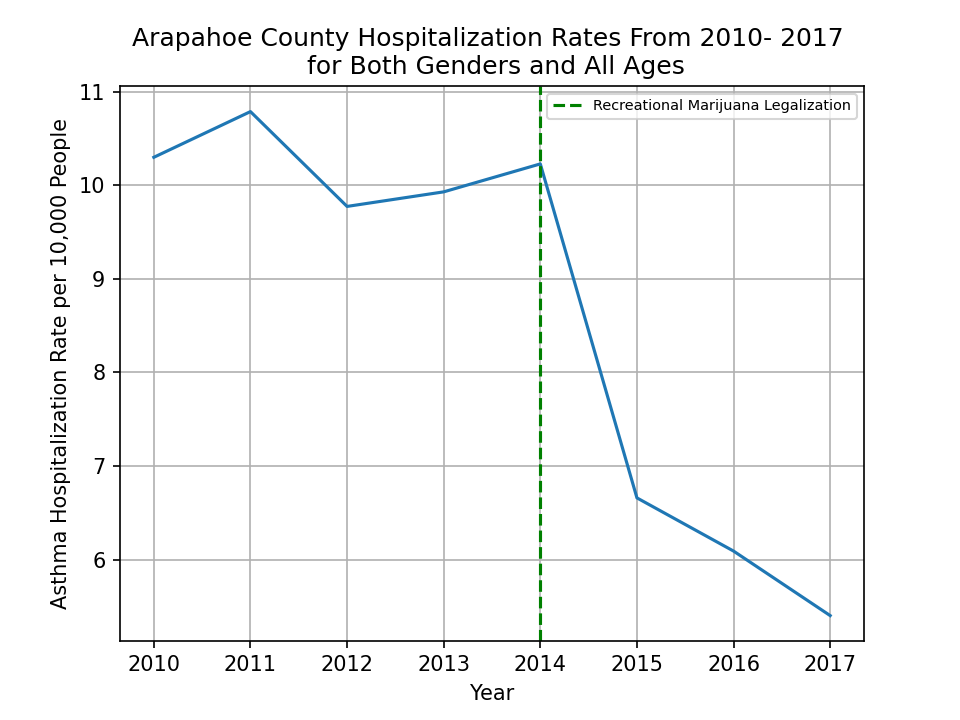 Arapahoe County Hospitalization Rates From 2010- 2017
for Both Genders and All Ages
Recreational Marijuana Legalization
Asthma Hospitalization Rate per 10,000 People
11
10
9
8
7
6
2010 2011 2012 2013 2014 2015 2016 2017
Year